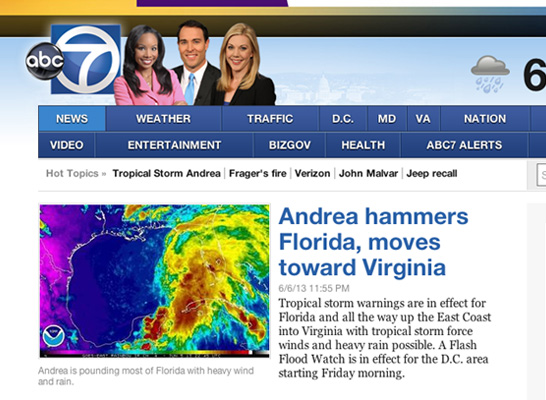 abc 7
6
NEWS WEATHER TRAFFIC D.C. MD VA NATION
VIDEO ENTERTAINMENT BIZGOV HEALTH ABC7 ALERTS
Hot Topics » Tropical Storm Andrea | Frager's fire | Verizon | John Malvar | Jeep recall
S
Andrea hammers
Florida, moves
toward Virginia
6/6/13 11:55 PM
Tropical storm warnings are in effect for
Florida and all the way up the East Coast
into Virginia with tropical storm force
winds and heavy rain possible. A Flash
Flood Watch is in effect for the D.C. area
starting Friday morning.
Andrea is pounding most of Florida with heavy wind
and rain.